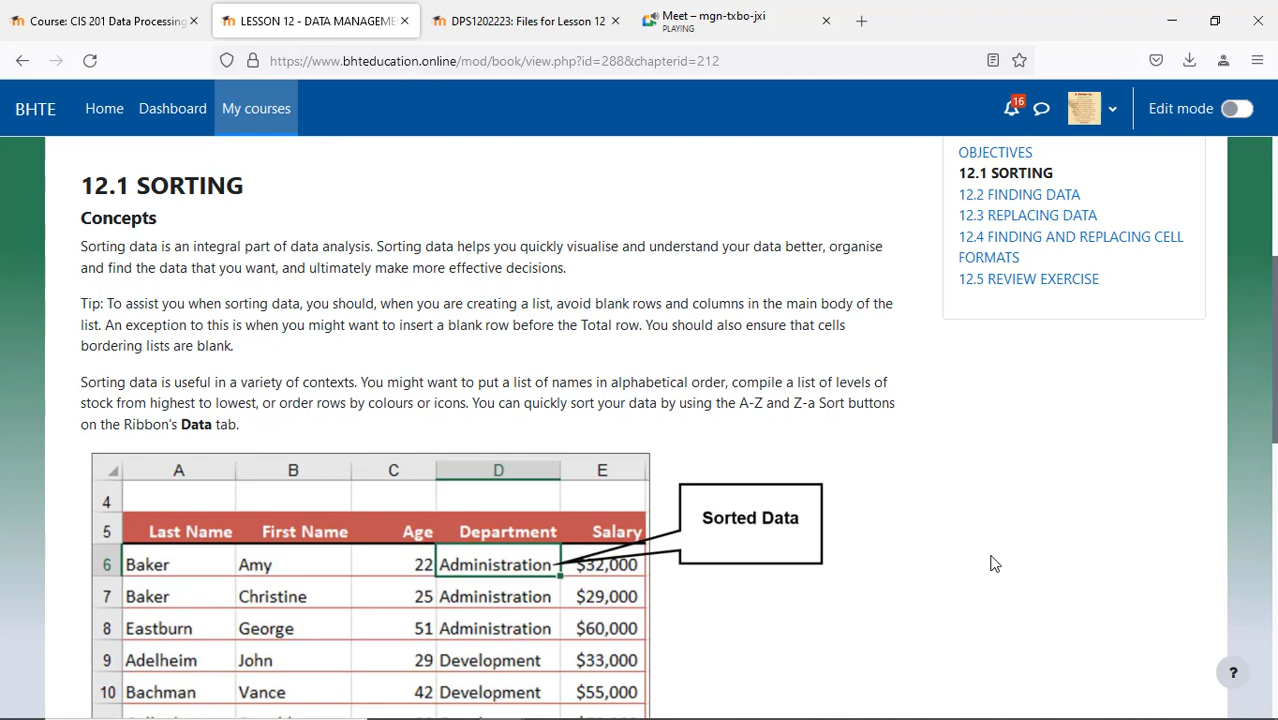 Course: CIS 201 Data Processing
LESSON 12 - DATA MANAGEME
DPS1202223: Files for Lesson 12
Meet – mgn-txbo-jxi
PLAYING
https://www.bhteducation.online/mod/book/view.php?id=288&chapterid=212
BHTE
Home
Dashboard
My courses
16
Edit mode
OBJECTIVES
12.1 SORTING
12.2 FINDING DATA
12.3 REPLACING DATA
12.4 FINDING AND REPLACING CELL
FORMATS
12.5 REVIEW EXERCISE
12.1 SORTING
Concepts
Sorting data is an integral part of data analysis. Sorting data helps you quickly visualise and understand your data better, organise
and find the data that you want, and ultimately make more effective decisions.
Tip: To assist you when sorting data, you should, when you are creating a list, avoid blank rows and columns in the main body of the
list. An exception to this is when you might want to insert a blank row before the Total row. You should also ensure that cells
bordering lists are blank.
Sorting data is useful in a variety of contexts. You might want to put a list of names in alphabetical order, compile a list of levels of
stock from highest to lowest, or order rows by colours or icons. You can quickly sort your data by using the A-Z and Z-a Sort buttons
on the Ribbon's Data tab.
A B C D E
4
5 Last Name First Name Age Department Salary
6 Baker Amy 22 Administration $32,000
7 Baker Christine 25 Administration $29,000
8 Eastburn George 51 Administration $60,000
9 Adelheim John 29 Development $33,000
10 Bachman Vance 42 Development $55,000
Sorted Data
?